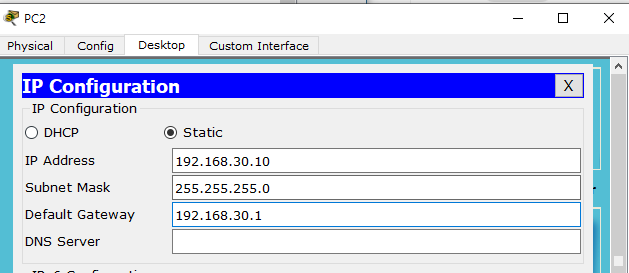 PC2
Physical Config Desktop Custom Interface
IP Configuration X
IP Configuration
DHCP Static
IP Address 192.168.30.10
Subnet Mask 255.255.255.0
Default Gateway 192.168.30.1
DNS Server